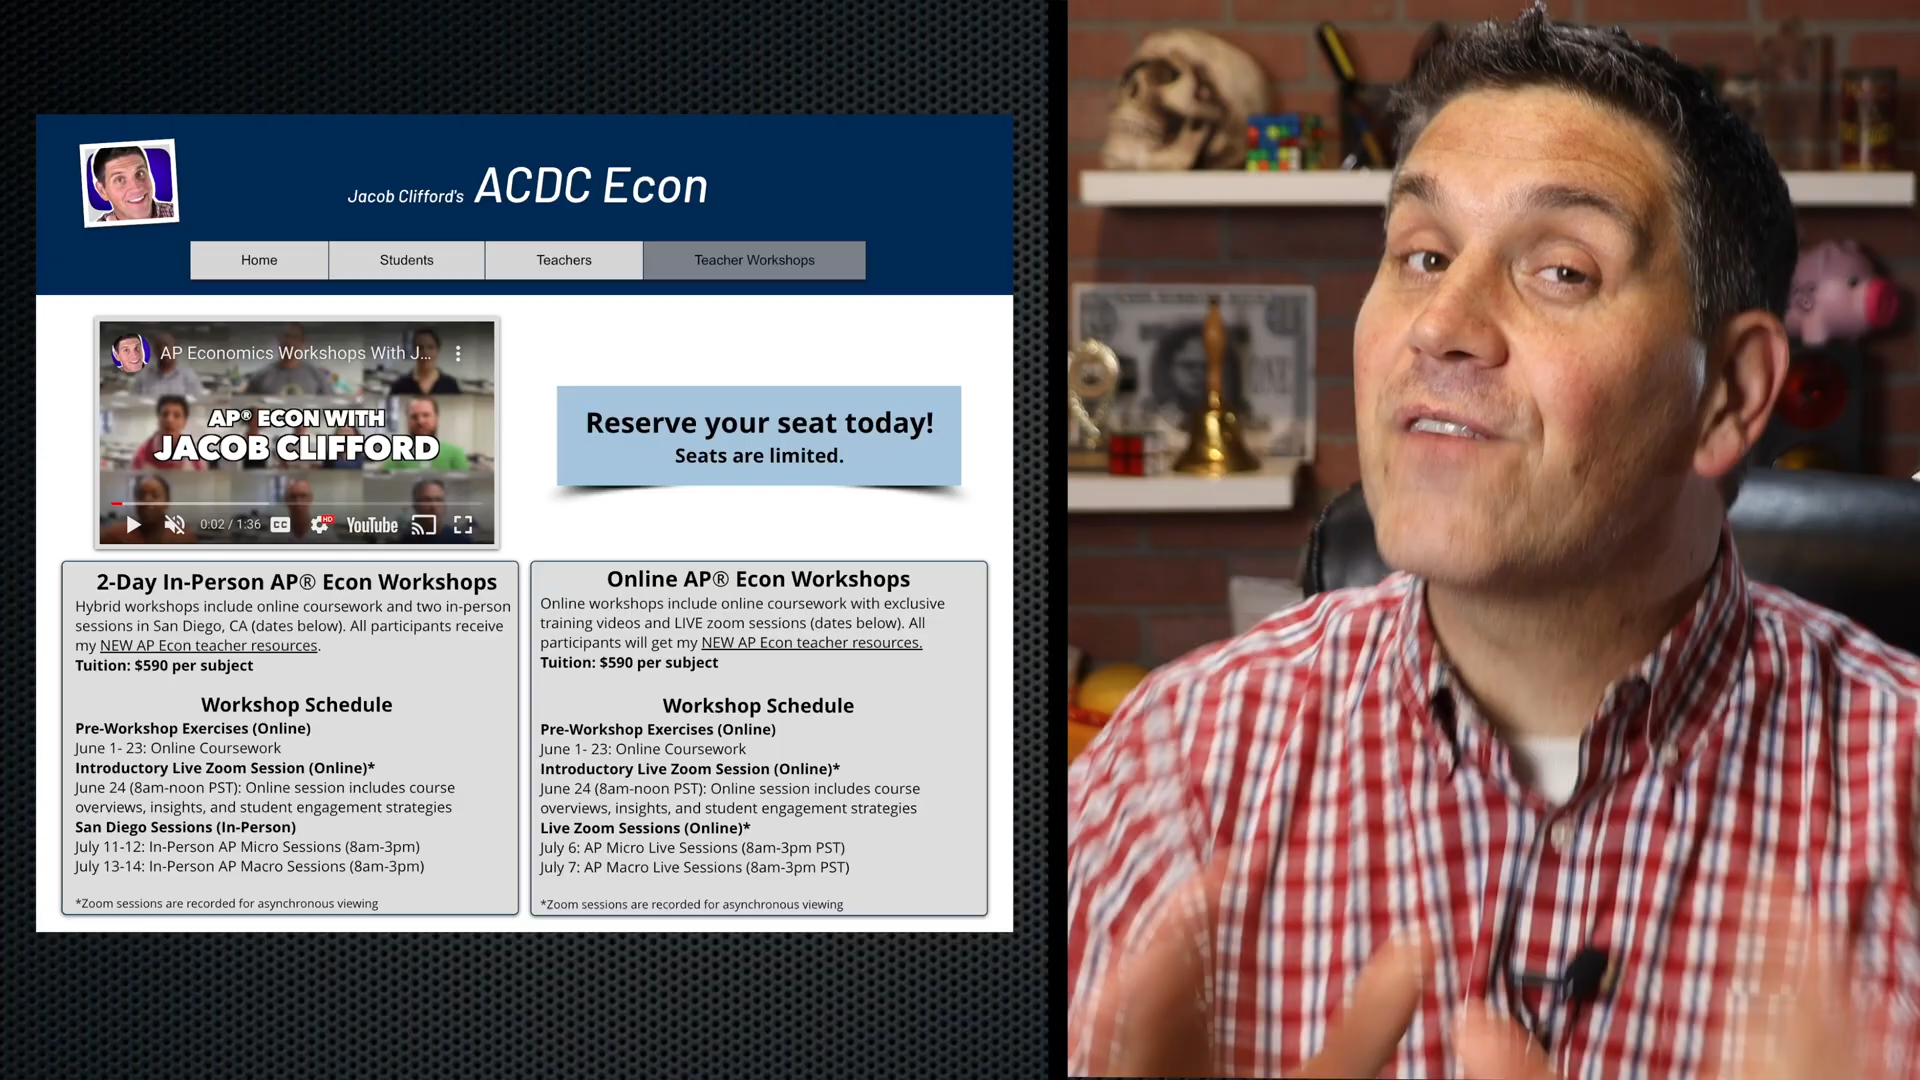 Jacob Clifford's ACDC Econ
Home
Students
Teachers
Teacher Workshops
AP Economics Workshops With J...
AP® ECON WITH
JACOB CLIFFORD
0:02 / 1:36
CC
HD
YouTube
Reserve your seat today!
Seats are limited.
2-Day In-Person AP® Econ Workshops
Hybrid workshops include online coursework and two in-person
sessions in San Diego, CA (dates below). All participants receive
my NEW AP Econ teacher resources.
Tuition: $590 per subject
Workshop Schedule
Pre-Workshop Exercises (Online)
June 1- 23: Online Coursework
Introductory Live Zoom Session (Online)*
June 24 (8am-noon PST): Online session includes course
overviews, insights, and student engagement strategies
San Diego Sessions (In-Person)
July 11-12: In-Person AP Micro Sessions (8am-3pm)
July 13-14: In-Person AP Macro Sessions (8am-3pm)
*Zoom sessions are recorded for asynchronous viewing
Online AP® Econ Workshops
Online workshops include online coursework with exclusive
training videos and LIVE zoom sessions (dates below). All
participants will get my NEW AP Econ teacher resources.
Tuition: $590 per subject
Workshop Schedule
Pre-Workshop Exercises (Online)
June 1- 23: Online Coursework
Introductory Live Zoom Session (Online)*
June 24 (8am-noon PST): Online session includes course
overviews, insights, and student engagement strategies
Live Zoom Sessions (Online)*
July 6: AP Micro Live Sessions (8am-3pm PST)
July 7: AP Macro Live Sessions (8am-3pm PST)
*Zoom sessions are recorded for asynchronous viewing